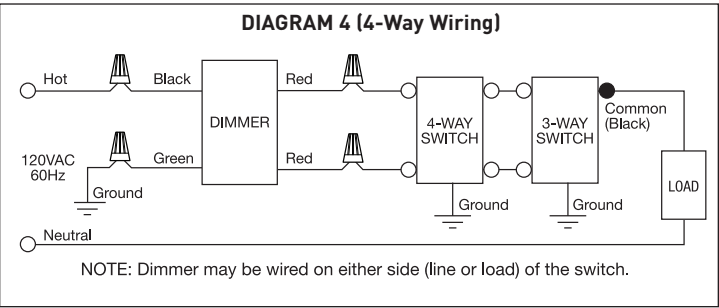 DIAGRAM 4 (4-Way Wiring)
Hot
Black
Red
DIMMER
4-WAY
SWITCH
3-WAY
SWITCH
Common
(Black)
120VAC
60Hz
Green
Red
LOAD
Ground
Ground
Ground
Neutral
NOTE: Dimmer may be wired on either side (line or load) of the switch.